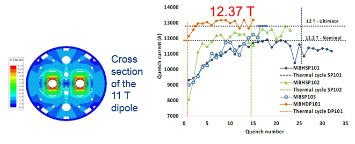 12.37 T
Cross
section
of the
11 T
dipole
Quench current [A]
14000
13000
12000
11000
10000
9000
8000
7000
0
5
10
15
20
25
30
35
Quench number
12 T - Ultimate
11.2 T - Nominal
MBHSP101
Thermal cycle SP101
MBHSP102
Thermal cycle SP102
MBSP103
MBHDP101
Thermal cycle DP101